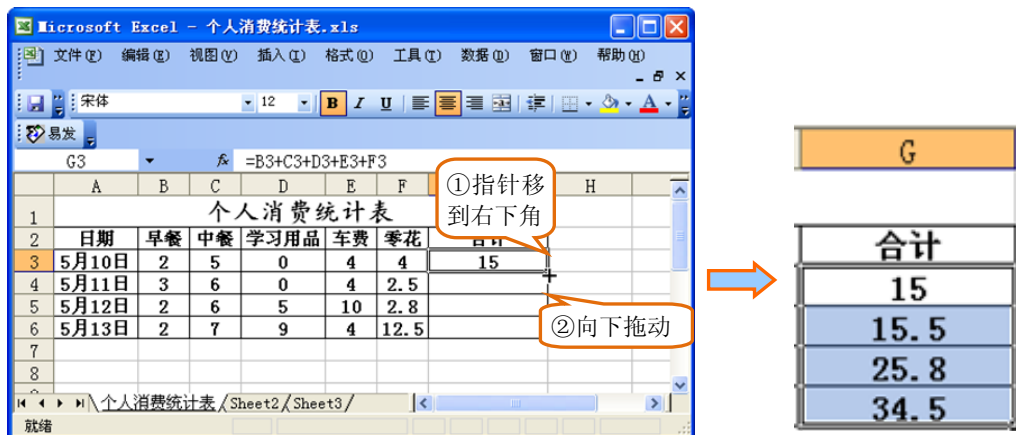 Microsoft Excel - 个人消费统计表.xls
文件(F) 编辑(E) 视图(V) 插入(I) 格式(O) 工具(T) 数据(D) 窗口(W) 帮助(H)
宋体 12 B I U A
易发
G3 fx =B3+C3+D3+E3+F3
A B C D E F H
1 个人消费统计表
2 日期 早餐 中餐 学习用品 车费 零花 合计
3 5月10日 2 5 0 4 4 15
4 5月11日 3 6 0 4 2.5
5 5月12日 2 6 5 10 2.8
6 5月13日 2 7 9 4 12.5
7
8
个人消费统计表 Sheet2 Sheet3
就绪
①指针移
到右下角
②向下拖动
G
合计
15
15.5
25.8
34.5